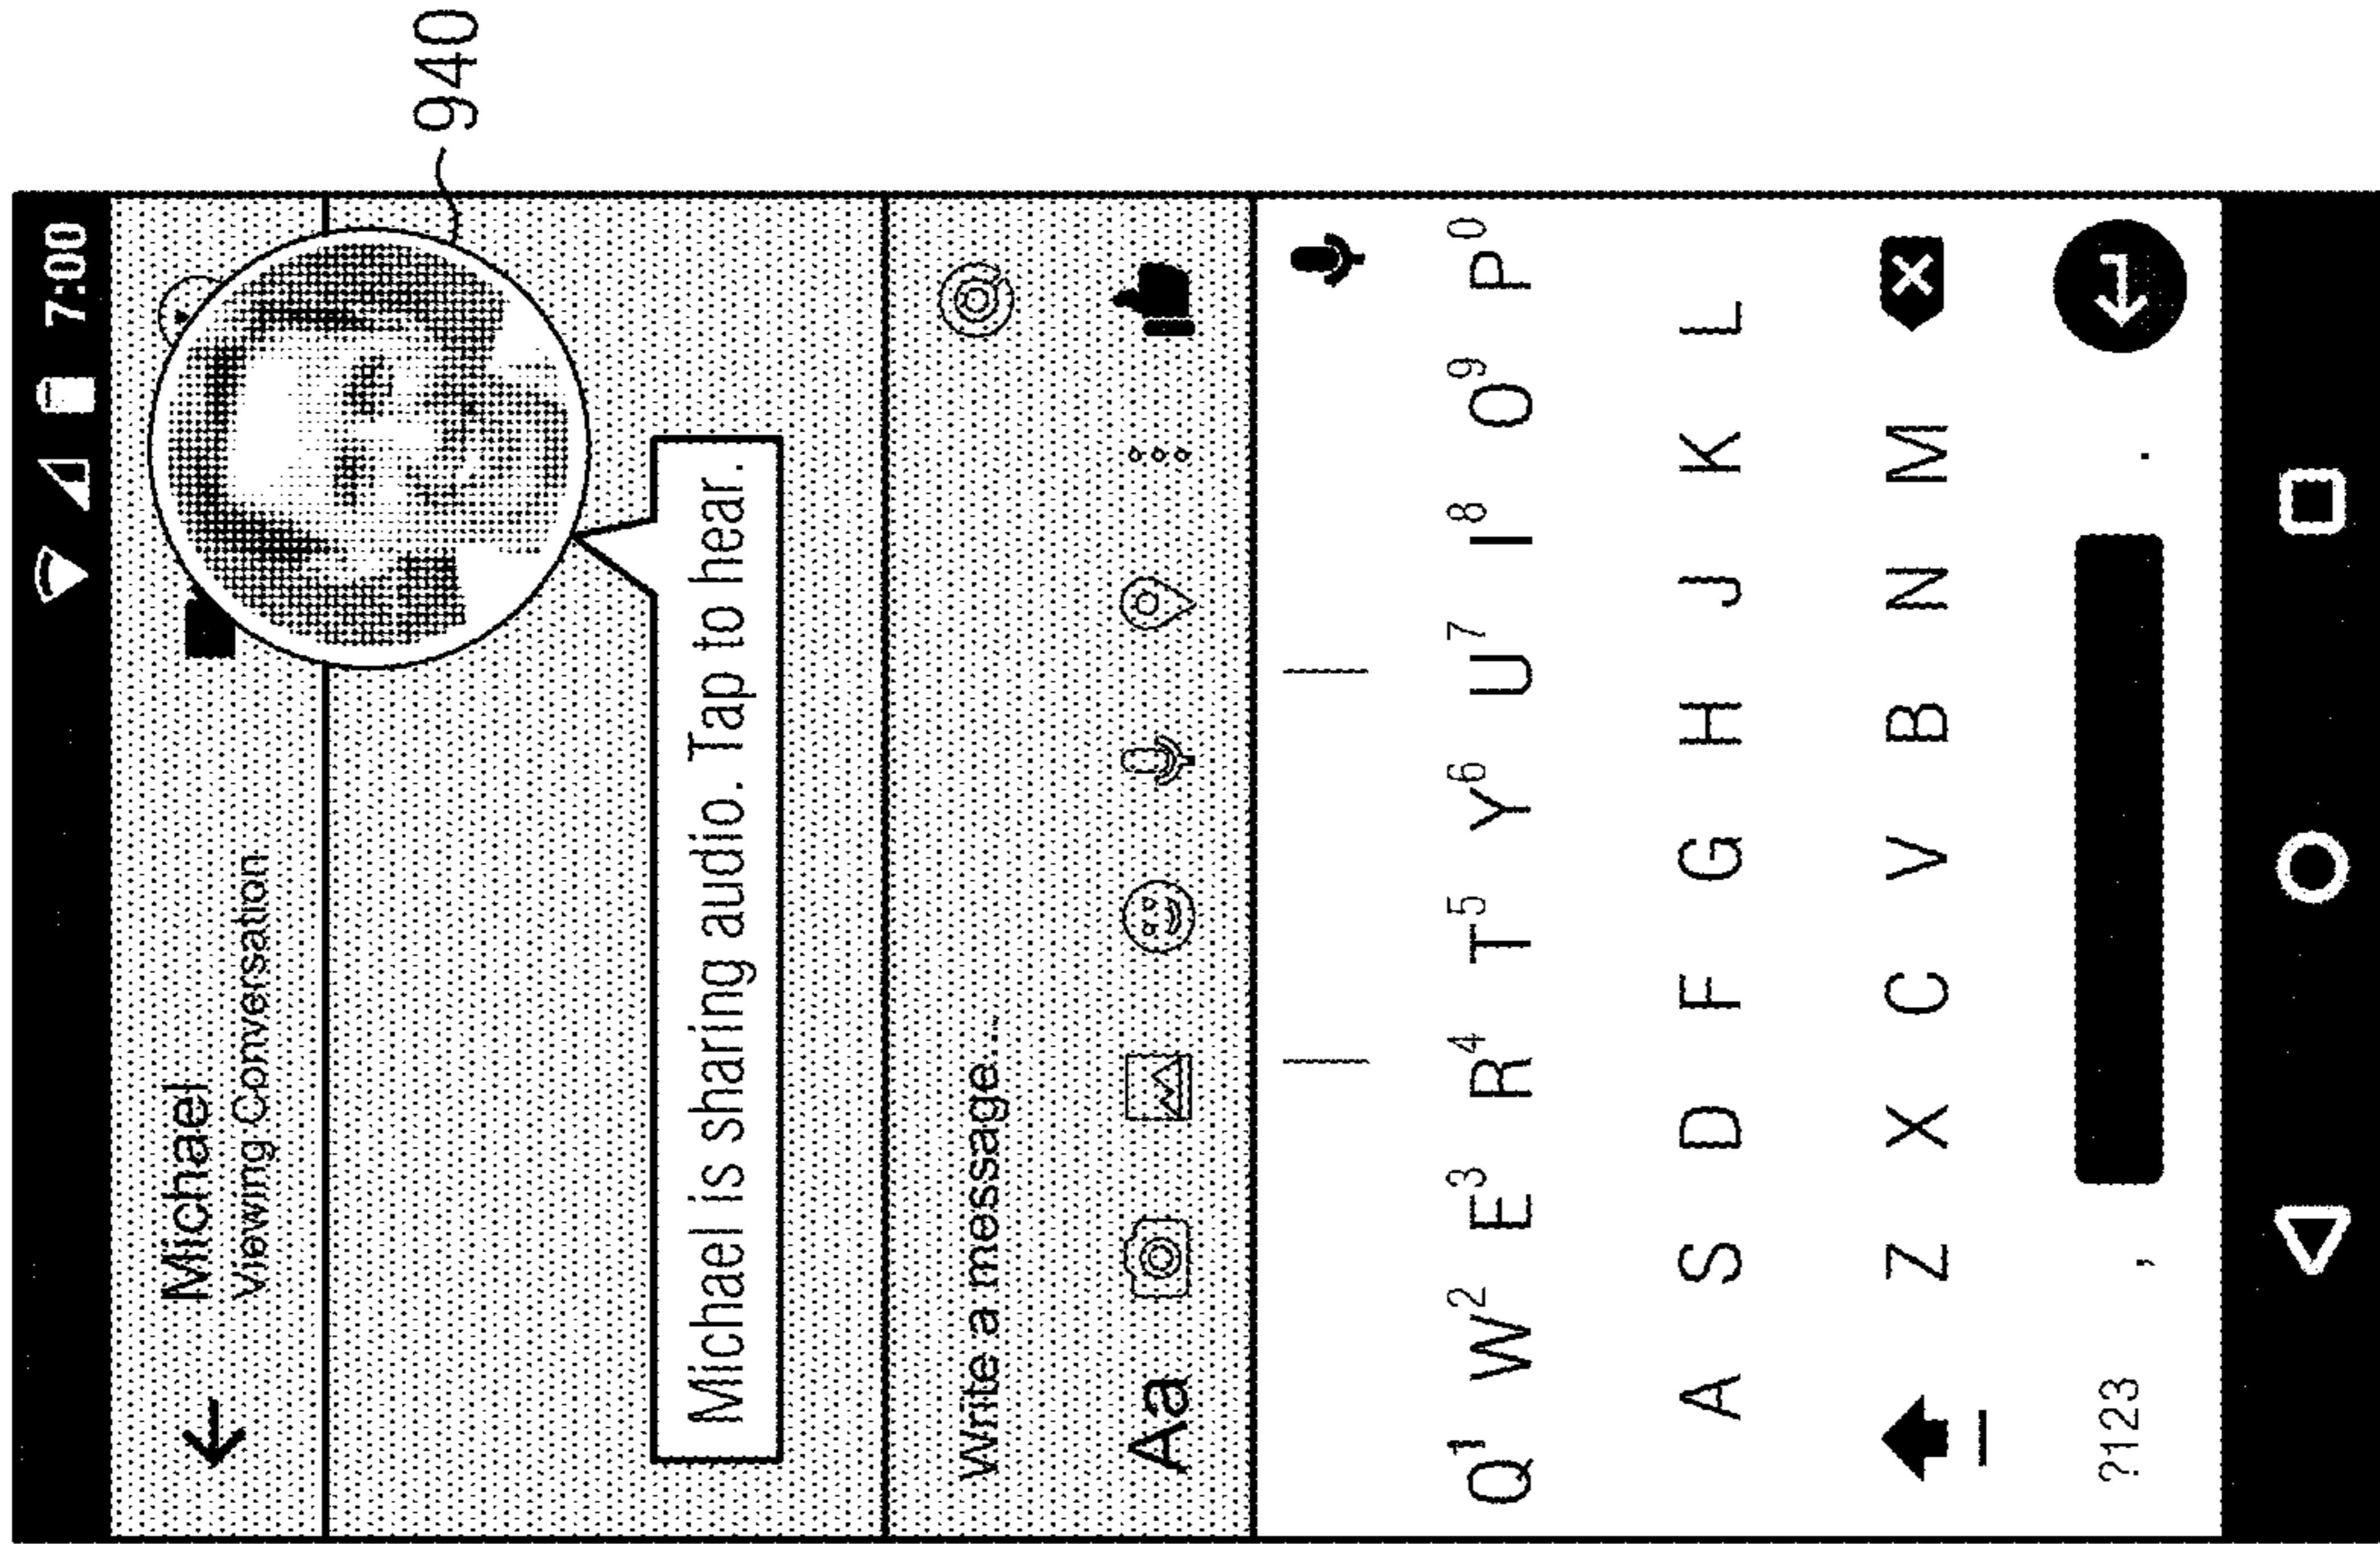 7:00
940
Michael
Viewing Conversation
Michael is sharing audio. Tap to hear.
Write a message...
Aa
Q1 W2 E3 R4 T5 Y6 U7 I8 O9 P0
A S D F G H J K L
Z X C V B N M
?123 , .